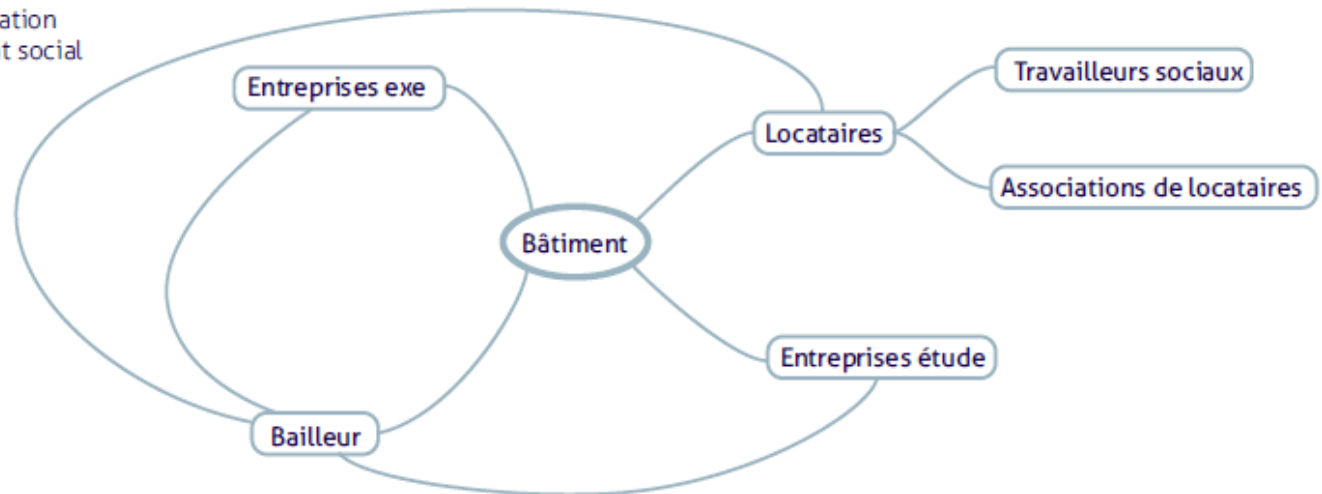 ation
t social
Entreprises exe
Travailleurs sociaux
Locataires
Associations de locataires
Bâtiment
Entreprises étude
Bailleur